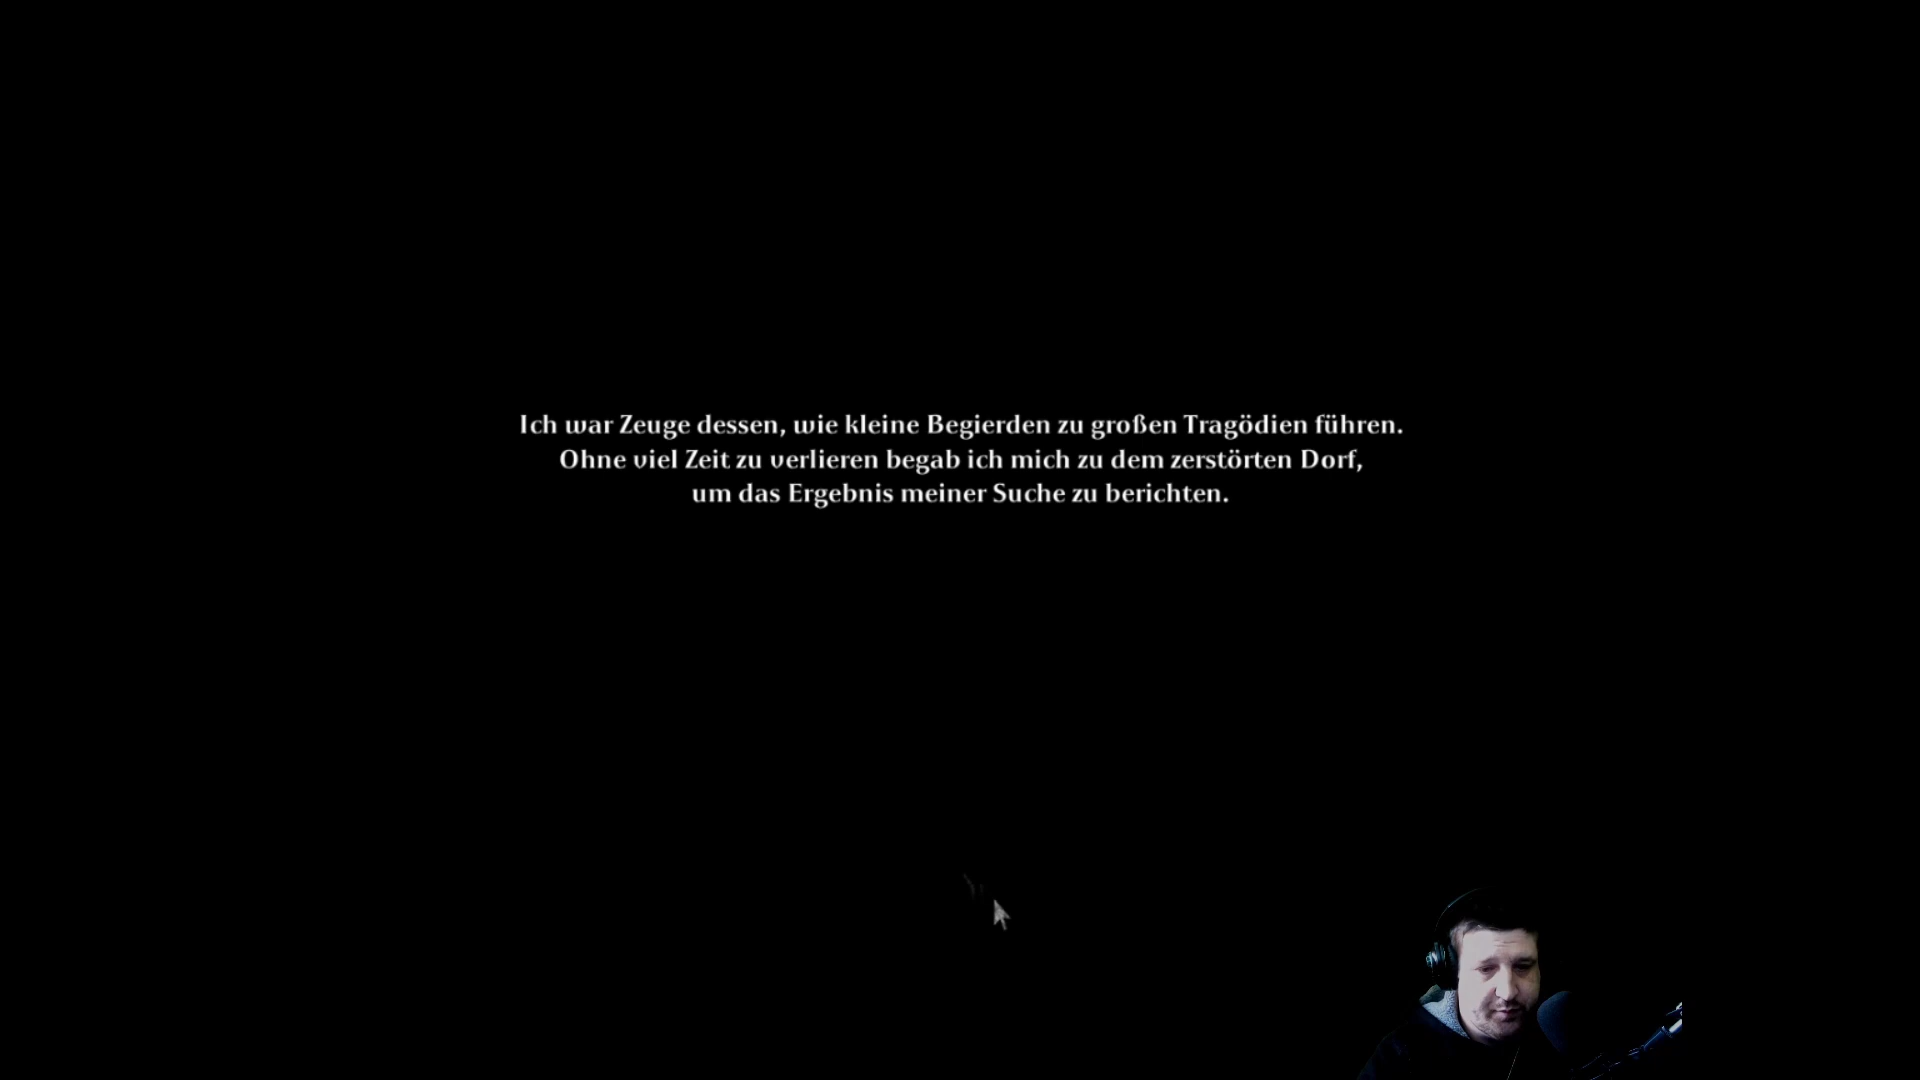 Ich war Zeuge dessen, wie kleine Begierden zu großen Tragödien führen.
Ohne viel Zeit zu verlieren begab ich mich zu dem zerstörten Dorf,
um das Ergebnis meiner Suche zu berichten.